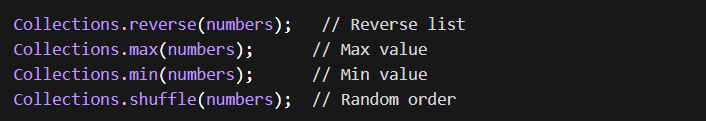 Collections.reverse(numbers);   // Reverse list
Collections.max(numbers);      // Max value
Collections.min(numbers);      // Min value
Collections.shuffle(numbers);  // Random order